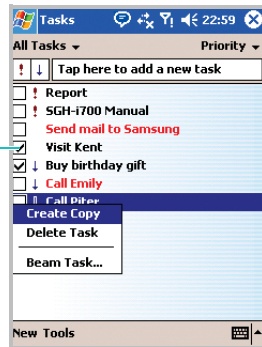 Tasks 22:59
All Tasks Priority
! ↓ Tap here to add a new task
! Report
! SGH-i700 Manual
Send mail to Samsung
Visit Kent
↓ Buy birthday gift
↓ Call Emily
Call Piter
Create Copy
Delete Task
Beam Task...
New Tools